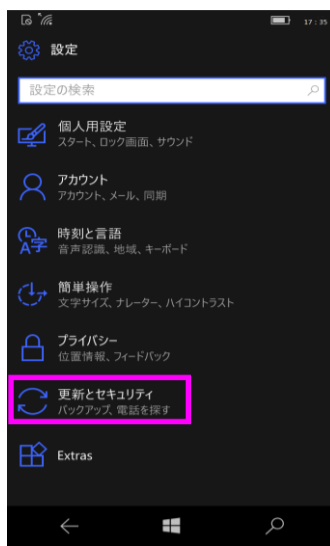 17:35
設定
設定の検索
個人用設定
スタート、ロック画面、サウンド
アカウント
アカウント、メール、同期
時刻と言語
音声認識、地域、キーボード
簡単操作
文字サイズ、ナレーター、ハイコントラスト
プライバシー
位置情報、フィードバック
更新とセキュリティ
バックアップ、電話を探す
Extras